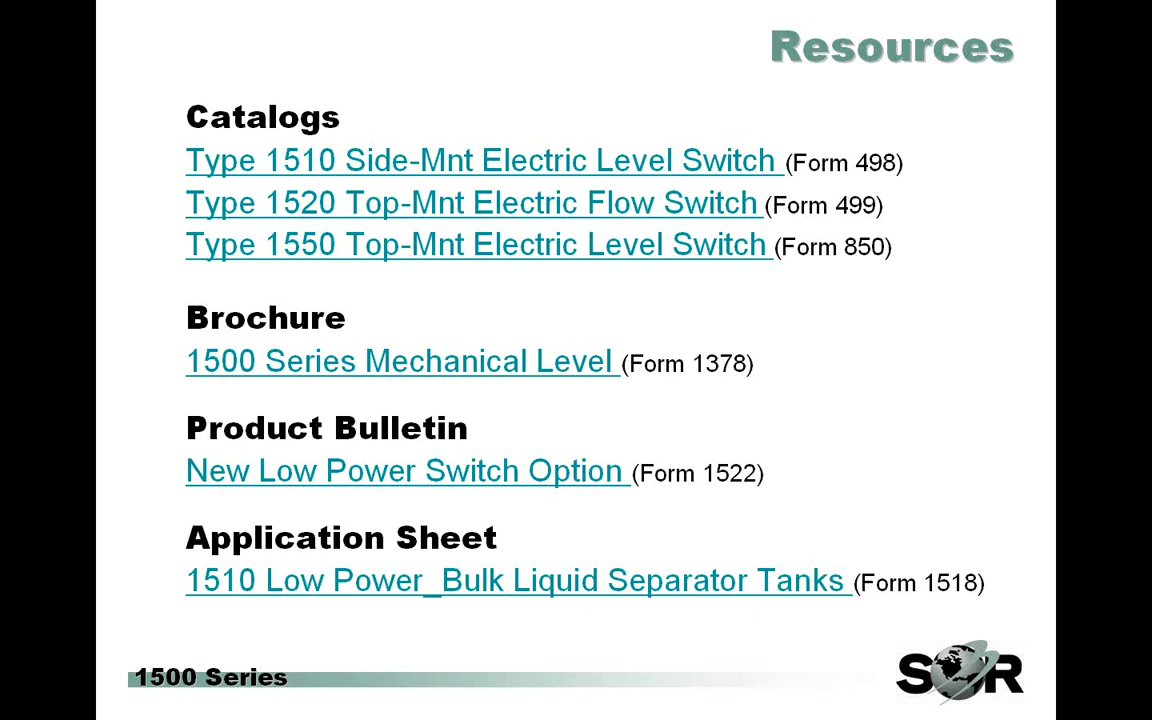 Resources
Catalogs
Type 1510 Side-Mnt Electric Level Switch (Form 498)
Type 1520 Top-Mnt Electric Flow Switch (Form 499)
Type 1550 Top-Mnt Electric Level Switch (Form 850)
Brochure
1500 Series Mechanical Level (Form 1378)
Product Bulletin
New Low Power Switch Option (Form 1522)
Application Sheet
1510 Low Power_Bulk Liquid Separator Tanks (Form 1518)
1500 Series
SOR